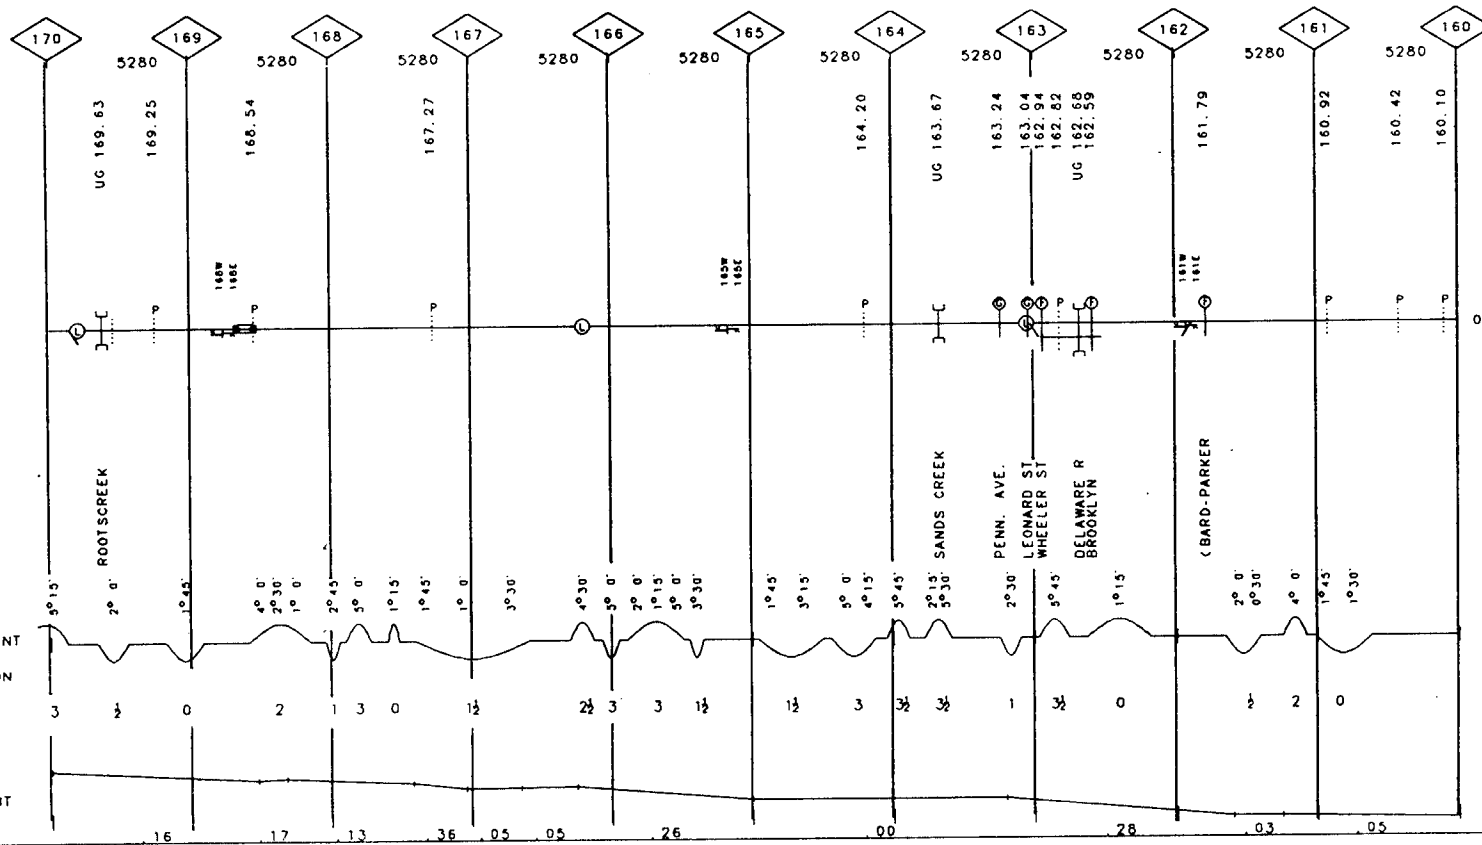 170 169 168 167 166 165 164 163 162 161 160
5280 5280 5280 5280 5280 5280 5280 5280 5280 5280
UG 169.63
169.25
168.54
167.27
164.20
UG 163.67
163.24
163.04
162.94
162.82
UG 162.68
162.59
161.79
160.92
160.42
160.10
168W
168E
165W
165E
161W
161E
P P P P P P P P
L L G G F L F F
0
ROOTSCREEK
SANDS CREEK
PENN. AVE.
LEONARD ST
WHEELER ST
DELAWARE R
BROOKLYN
<BARD-PARKER
5° 15'
2° 0'
1° 45'
4° 0'
2° 30'
1° 0'
2° 45'
5° 0'
1° 15'
1° 45'
1° 0'
3° 30'
4° 30'
5° 0'
2° 0'
1° 15'
5° 0'
3° 30'
1° 45'
3° 15'
5° 0'
4° 15'
5° 45'
2° 15'
5° 30'
2° 30'
5° 45'
1° 15'
2° 0'
0° 30'
4° 0'
1° 45'
1° 30'
NT
ON
3 ½ 0 2 1 3 0 1½ 2½ 3 3 1½ 1½ 3 3½ 3½ 1 3½ 0 ½ 2 0
BT
.16 .17 .13 .36 .05 .05 .26 .00 .28 .03 .05